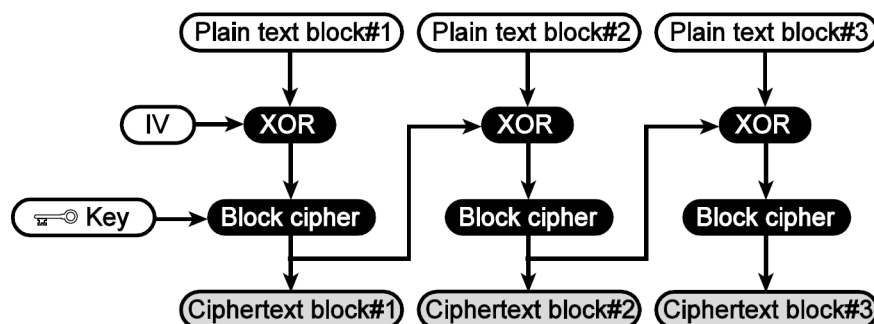 Plain text block#1 Plain text block#2 Plain text block#3
IV XOR XOR XOR
Key Block cipher Block cipher Block cipher
Ciphertext block#1 Ciphertext block#2 Ciphertext block#3